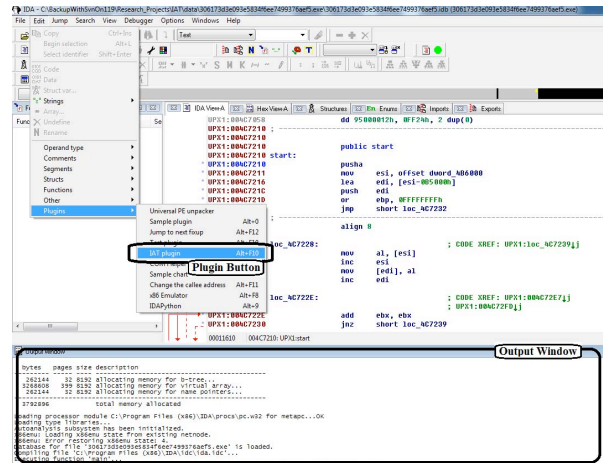 IDA - C:\BackupWithSvnOn119\Research_Projects\IAT\data\306173d3e093e5834f6ee7499376aef5.exe\306173d3e093e5834f6ee7499376aef5.idb (306173d3e093e5834f6ee7499376aef5.exe)
File Edit Jump Search View Debugger Options Windows Help
Copy Ctrl+Ins
Begin selection Alt+L
Select identifier Shift+Enter
Text
Code
Data
Struct var...
Strings
Array...
Undefine
Rename
Operand type
Comments
Segments
Structs
Functions
Other
Plugins
IDA View-A Hex View-A Structures Enums Imports Exports
Func Se
UPX1:004C7058 dd 95000012h, 0FF24h, 2 dup(0)
UPX1:004C7210 ;
UPX1:004C7210
UPX1:004C7210 public start
UPX1:004C7210 start:
UPX1:004C7210 pusha
UPX1:004C7211 mov esi, offset dword_4B6000
UPX1:004C7216 lea edi, [esi-0B5000h]
UPX1:004C721C push edi
UPX1:004C721D or ebp, 0FFFFFFFFh
jmp short loc_4C7232
align 8
loc_4C7228: ; CODE XREF: UPX1:loc_4C7239↓j
mov al, [esi]
inc esi
mov [edi], al
inc edi
loc_4C722E: ; CODE XREF: UPX1:004C72E7↓j
; UPX1:004C72FD↓j
UPX1:004C722E add ebx, ebx
UPX1:004C7230 jnz short loc_4C7239
00011610 004C7210: UPX1:start
Universal PE unpacker
Sample plugin Alt+0
Jump to next fixup Alt+F12
IAT plugin Alt+F10
Plugin Button
Sample chart
Change the callee address Alt+F11
x86 Emulator Alt+F8
IDAPython Alt+9
Output window
Output Window
bytes pages size description
262144 32 8192 allocating memory for b-tree...
3268608 399 8192 allocating memory for virtual array...
262144 32 8192 allocating memory for name pointers...
3792896 total memory allocated
Loading processor module C:\Program Files (x86)\IDA\procs\pc.w32 for metapc...OK
Loading type libraries...
Autoanalysis subsystem has been initialized.
x86emu: Loading x86emu state from existing netnode.
x86emu: Error restoring x86emu state: 4.
Database for file '306173d3e093e5834f6ee7499376aef5.exe' is loaded.
Compiling file 'C:\Program Files (x86)\IDA\idc\ida.idc'...
Executing function 'main'...